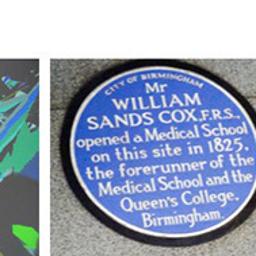 CITY OF BIRMINGHAM
Mr
WILLIAM
SANDS COX, F.R.S.,
opened a Medical School
on this site in 1825,
the forerunner of the
Medical School and the
Queen's College,
Birmingham.